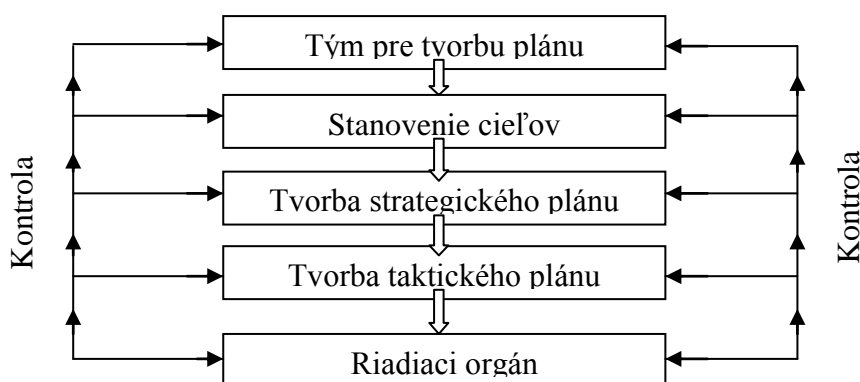 Tým pre tvorbu plánu
Stanovenie cieľov
Tvorba strategického plánu
Tvorba taktického plánu
Riadiaci orgán
Kontrola
Kontrola